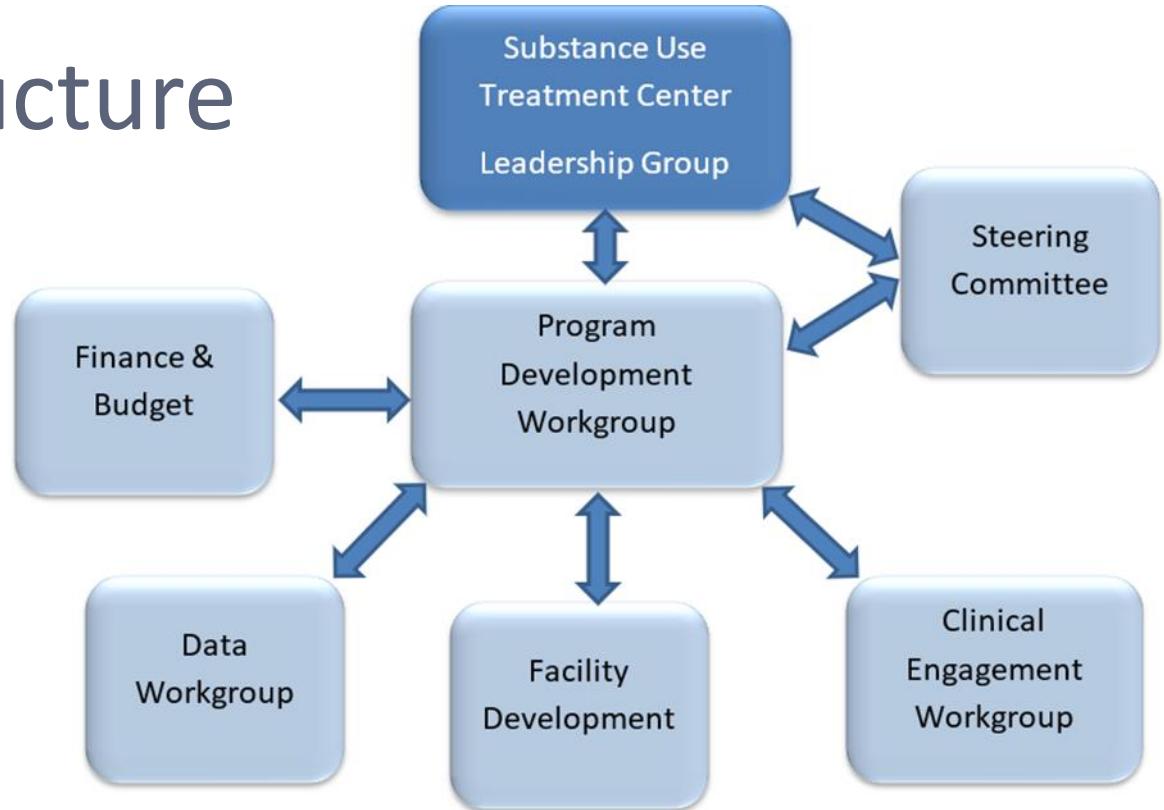 ucture
Substance Use
Treatment Center
Leadership Group
Steering
Committee
Program
Development
Workgroup
Finance &
Budget
Data
Workgroup
Facility
Development
Clinical
Engagement
Workgroup